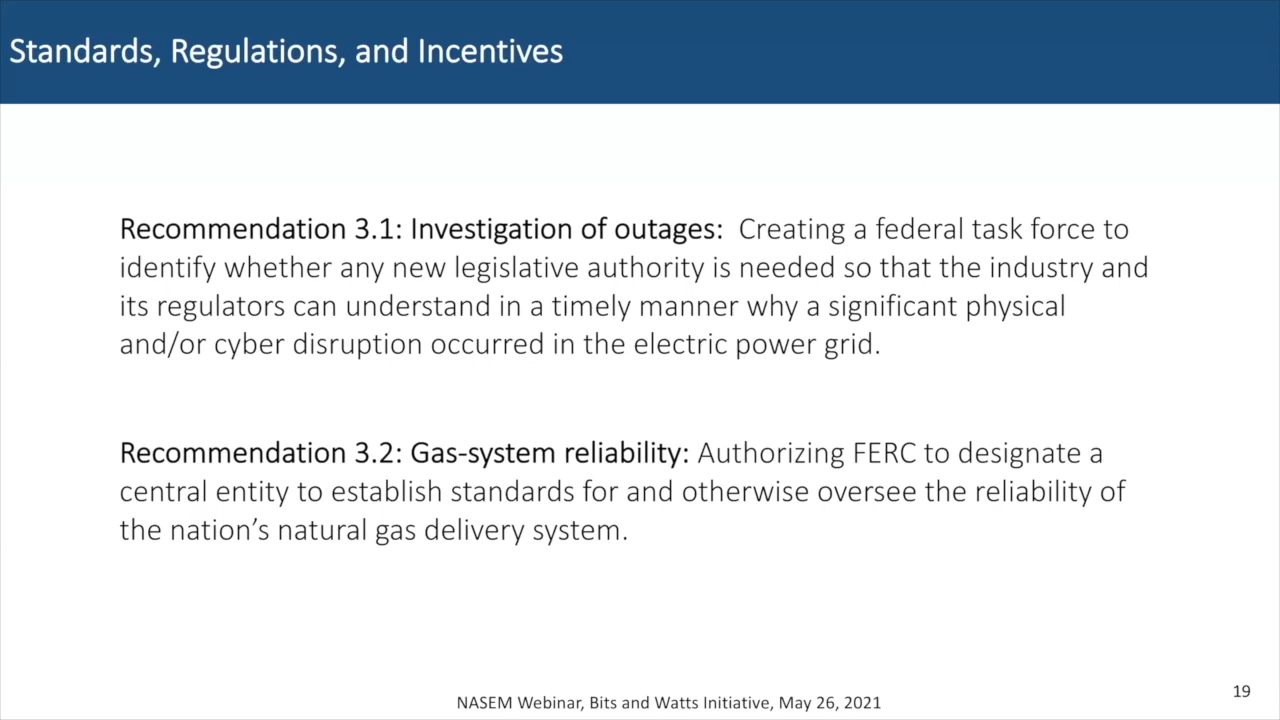 Standards, Regulations, and Incentives
Recommendation 3.1: Investigation of outages: Creating a federal task force to
identify whether any new legislative authority is needed so that the industry and
its regulators can understand in a timely manner why a significant physical
and/or cyber disruption occurred in the electric power grid.
Recommendation 3.2: Gas-system reliability: Authorizing FERC to designate a
central entity to establish standards for and otherwise oversee the reliability of
the nation’s natural gas delivery system.
NASEM Webinar, Bits and Watts Initiative, May 26, 2021
19